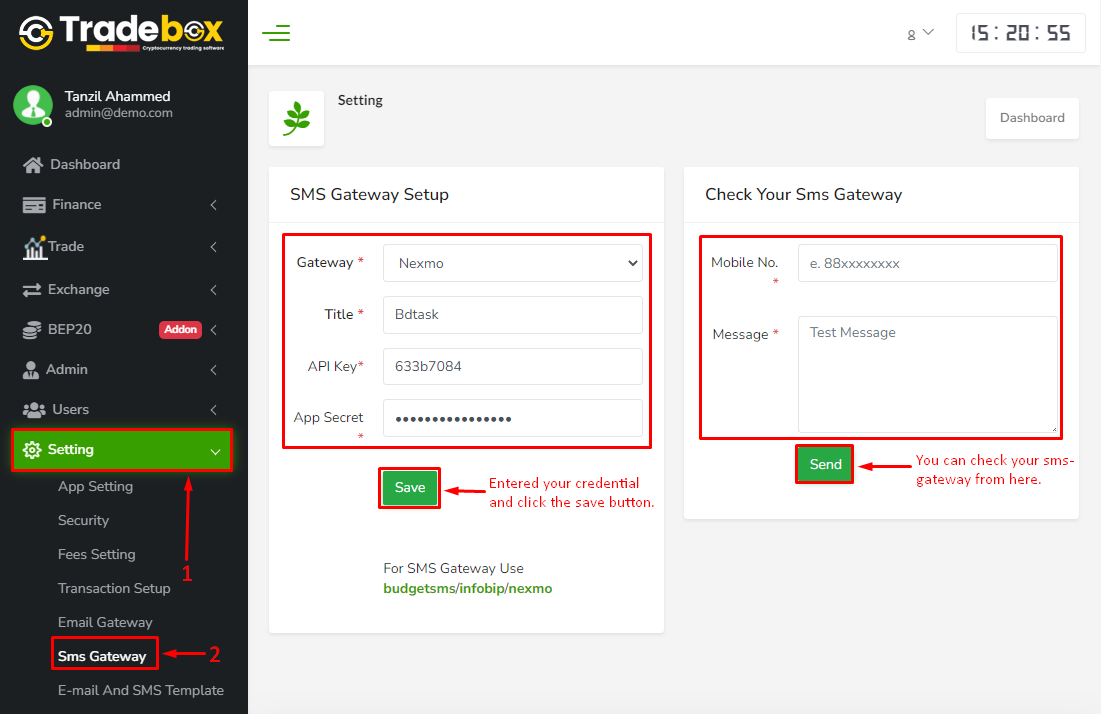 Tradebox
Cryptocurrency trading software
15:20:55
Tanzil Ahammed
admin@demo.com
Dashboard
Finance
Trade
Exchange
BEP20 Addon
Admin
Users
Setting
App Setting
Security
Fees Setting
Transaction Setup
Email Gateway
Sms Gateway
E-mail And SMS Template
1
2
Setting
Dashboard
SMS Gateway Setup
Gateway * Nexmo
Title * Bdtask
API Key* 633b7084
App Secret
* ••••••••••••••••
Save
Entered your credential
and click the save button.
For SMS Gateway Use
budgetsms/infobip/nexmo
Check Your Sms Gateway
Mobile No. e. 88xxxxxxxx
*
Message * Test Message
Send
You can check your sms-
gateway from here.